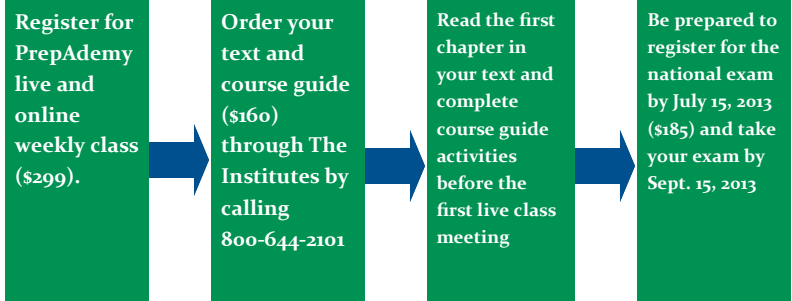 Register for
PrepAdemy
live and
online
weekly class
($299).
Order your
text and
course guide
($160)
through The
Institutes by
calling
800-644-2101
Read the first
chapter in
your text and
complete
course guide
activities
before the
first live class
meeting
Be prepared to
register for the
national exam
by July 15, 2013
($185) and take
your exam by
Sept. 15, 2013